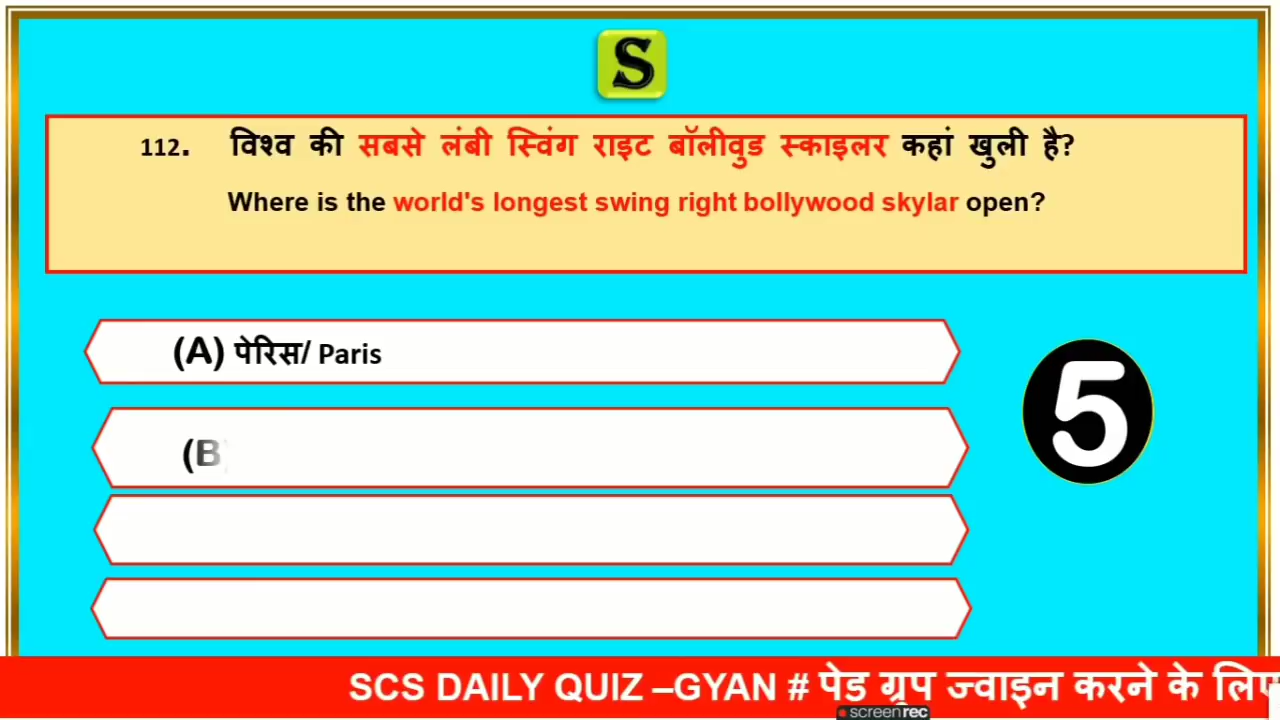 S
112. विश्व की सबसे लंबी स्विंग राइट बॉलीवुड स्काइलर कहां खुली है?
Where is the world's longest swing right bollywood skylar open?
(A) पेरिस/ Paris
5
(B
SCS DAILY QUIZ –GYAN # पेड ग्रुप ज्वाइन करने के
screenrec